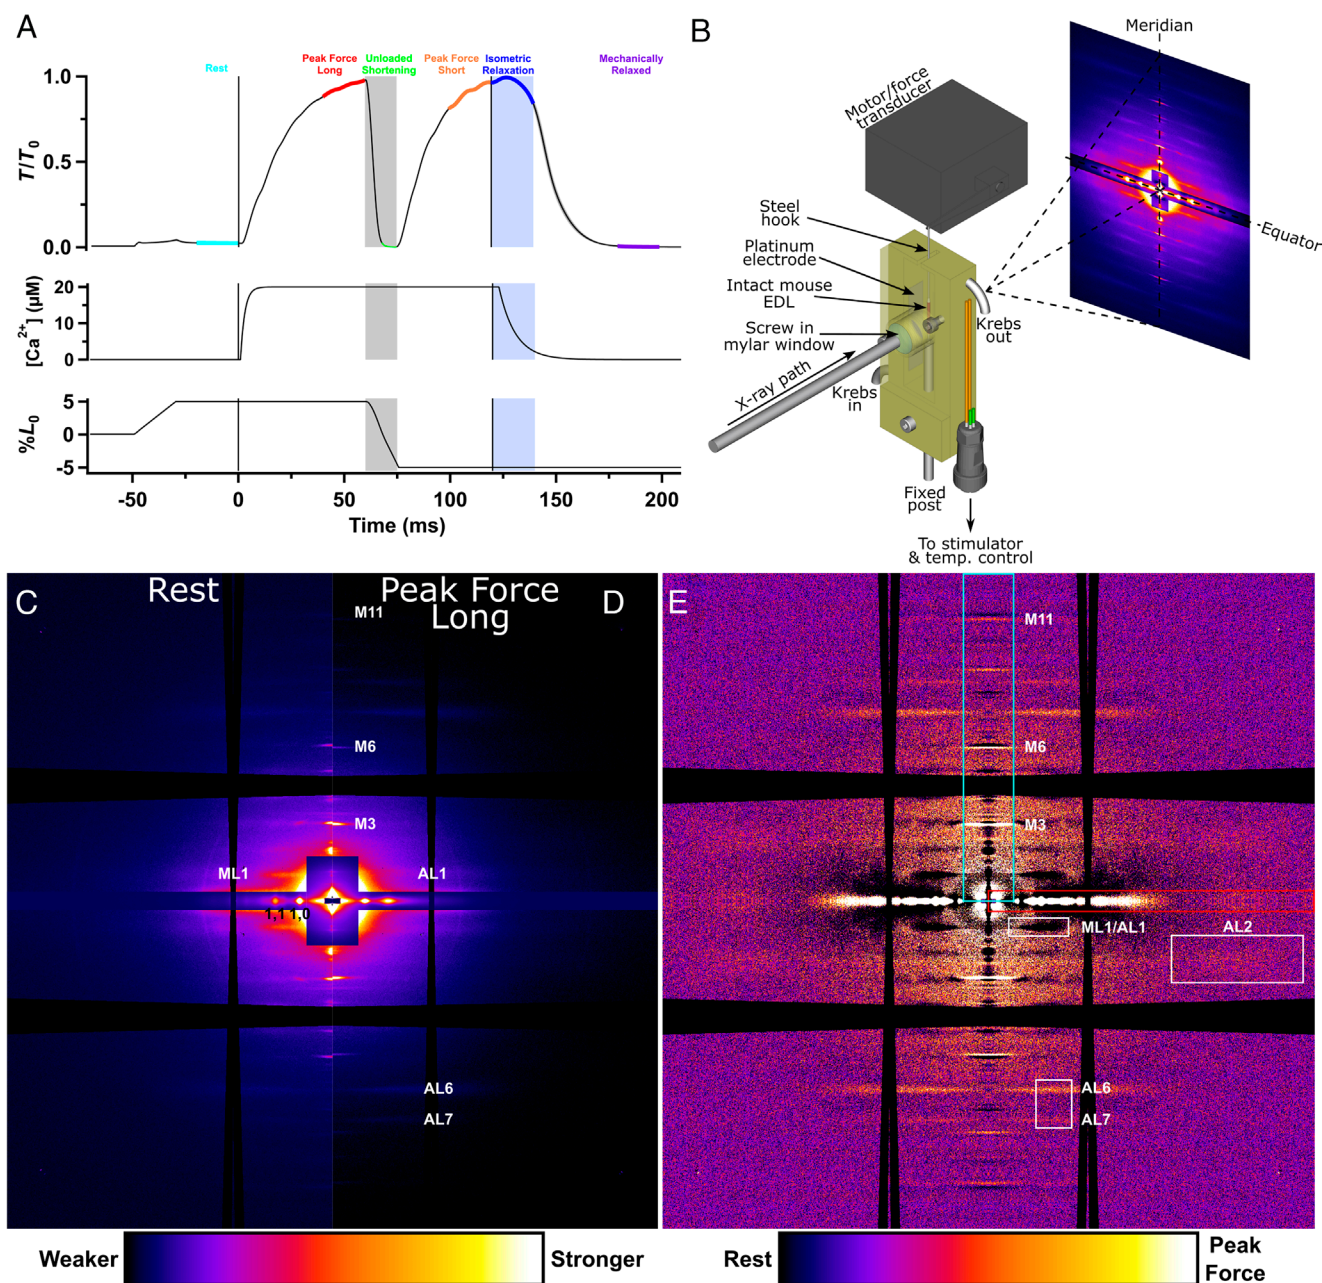 A
Rest
Peak Force
Long
Unloaded
Shortening
Peak Force
Short
Isometric
Relaxation
Mechanically
Relaxed
1.0
0.5
0.0
T/T0
20
10
0
[Ca2+] (µM)
5
0
-5
%L0
-50
0
50
100
150
200
Time (ms)
B
Meridian
Motor/force
transducer
Steel
hook
Platinum
electrode
Intact mouse
EDL
Screw in
mylar window
X-ray path
Krebs
in
Krebs
out
Equator
Fixed
post
To stimulator
& temp. control
C
Rest
Peak Force
Long
D
M11
M6
M3
ML1
AL1
1,1 1,0
AL6
AL7
Weaker
Stronger
E
M11
M6
M3
ML1/AL1
AL2
AL6
AL7
Rest
Peak
Force